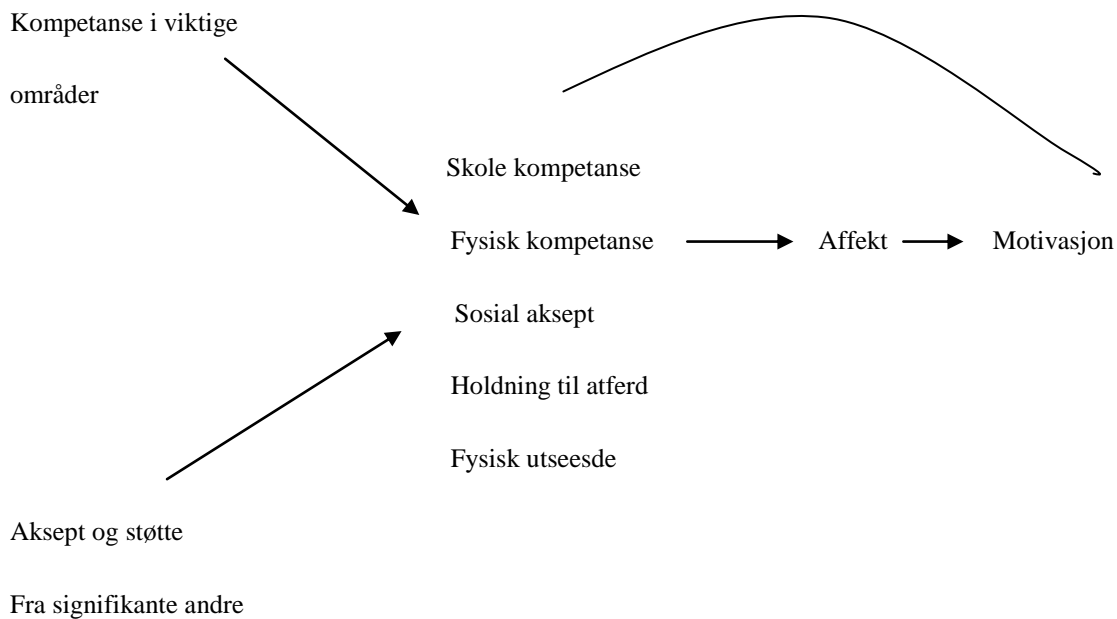 Kompetanse i viktige
områder
Skole kompetanse
Fysisk kompetanse
Affekt
Motivasjon
Sosial aksept
Holdning til atferd
Fysisk utseesde
Aksept og støtte
Fra signifikante andre